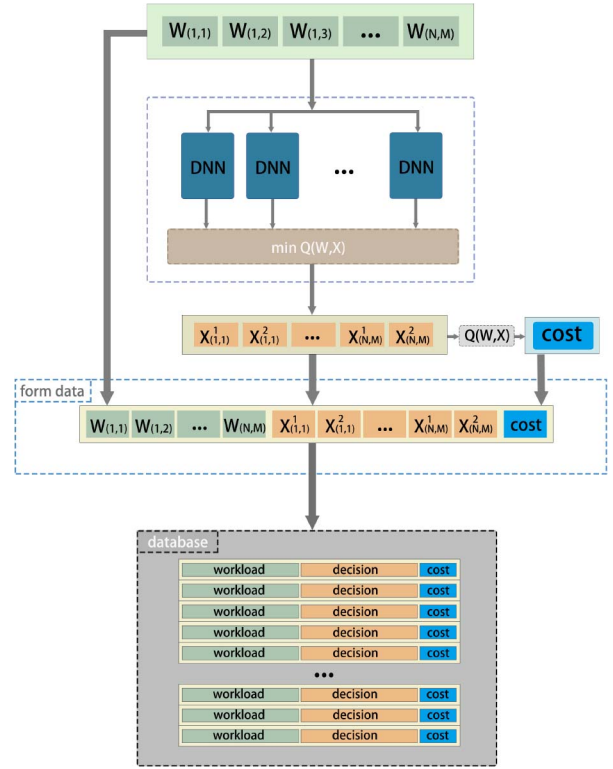 W(1,1) W(1,2) W(1,3) ... W(N,M)
DNN DNN ... DNN
min Q(W,X)
X¹(1,1) X²(1,1) ... X¹(N,M) X²(N,M) Q(W,X) cost
form data
W(1,1) W(1,2) ... W(N,M) X¹(1,1) X²(1,1) ... X¹(N,M) X²(N,M) cost
database
workload decision cost
workload decision cost
workload decision cost
workload decision cost
workload decision cost
...
workload decision cost
workload decision cost
workload decision cost